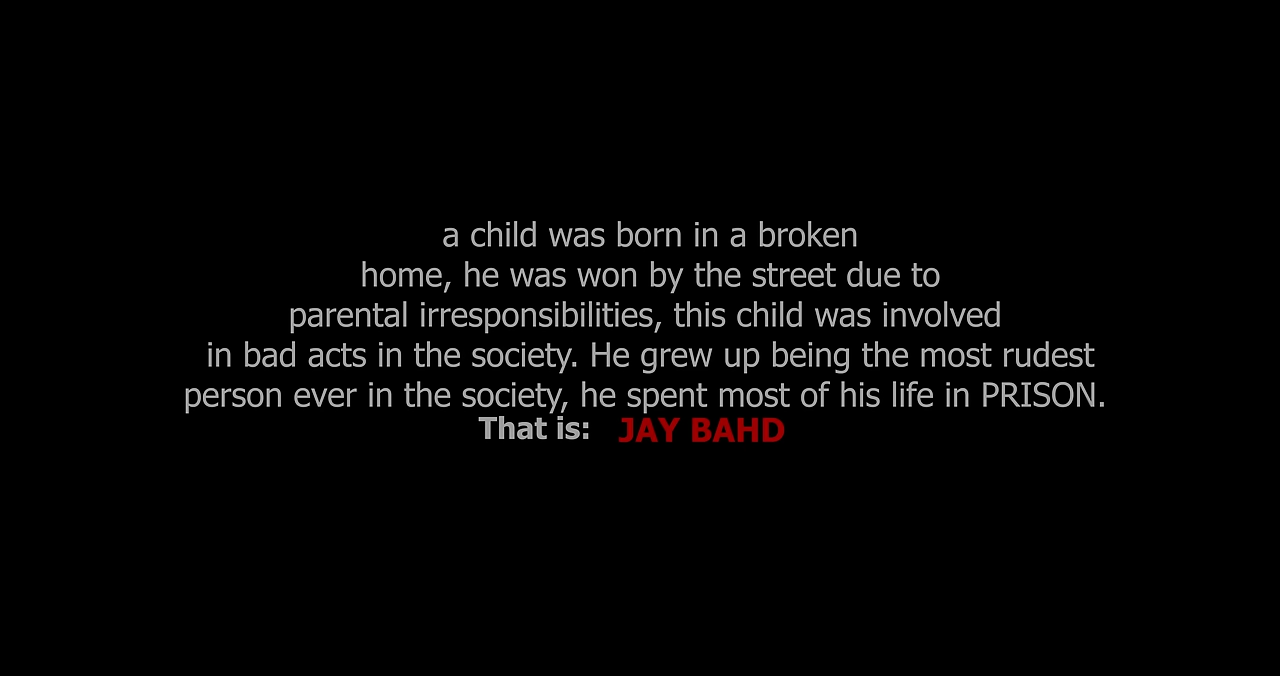 a child was born in a broken
home, he was won by the street due to
parental irresponsibilities, this child was involved
in bad acts in the society. He grew up being the most rudest
person ever in the society, he spent most of his life in PRISON.
That is: JAY BAHD